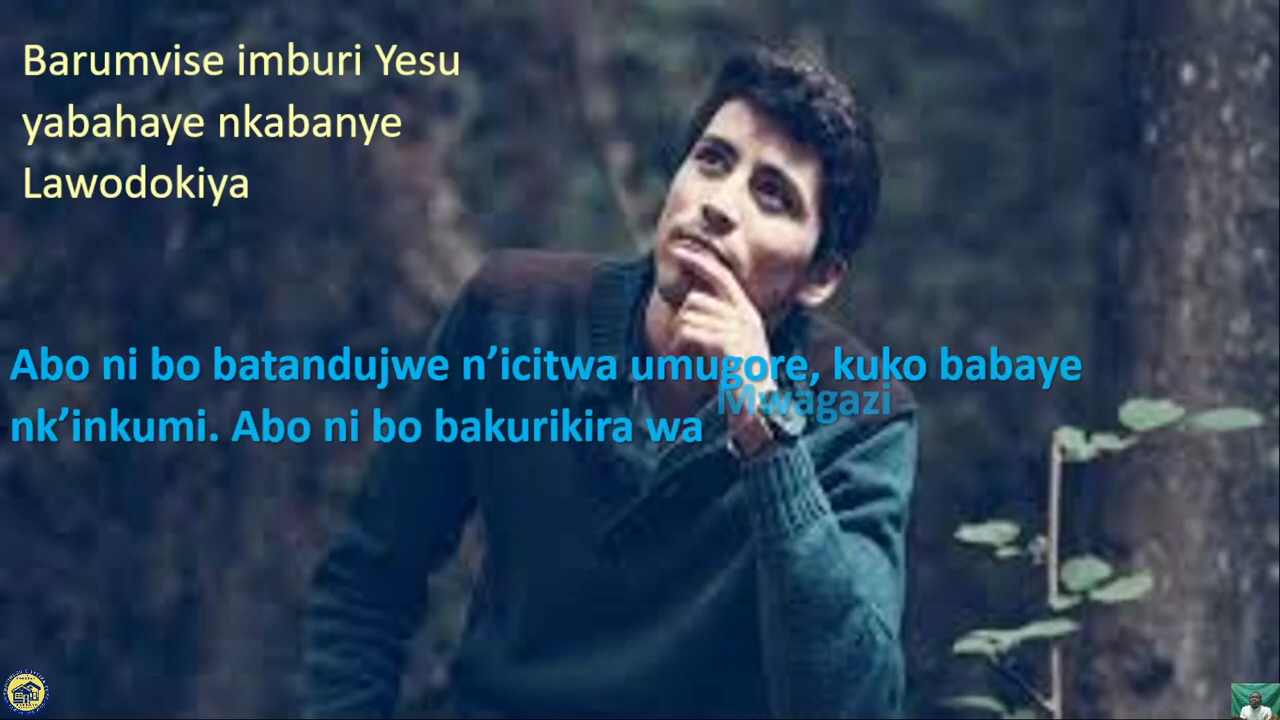 Barumvise imburi Yesu
yabahaye nkabanye
Lawodokiya
Abo ni bo batandujwe n’icitwa umugore, kuko babaye
nk’inkumi. Abo ni bo bakurikira wa
Mwagazi